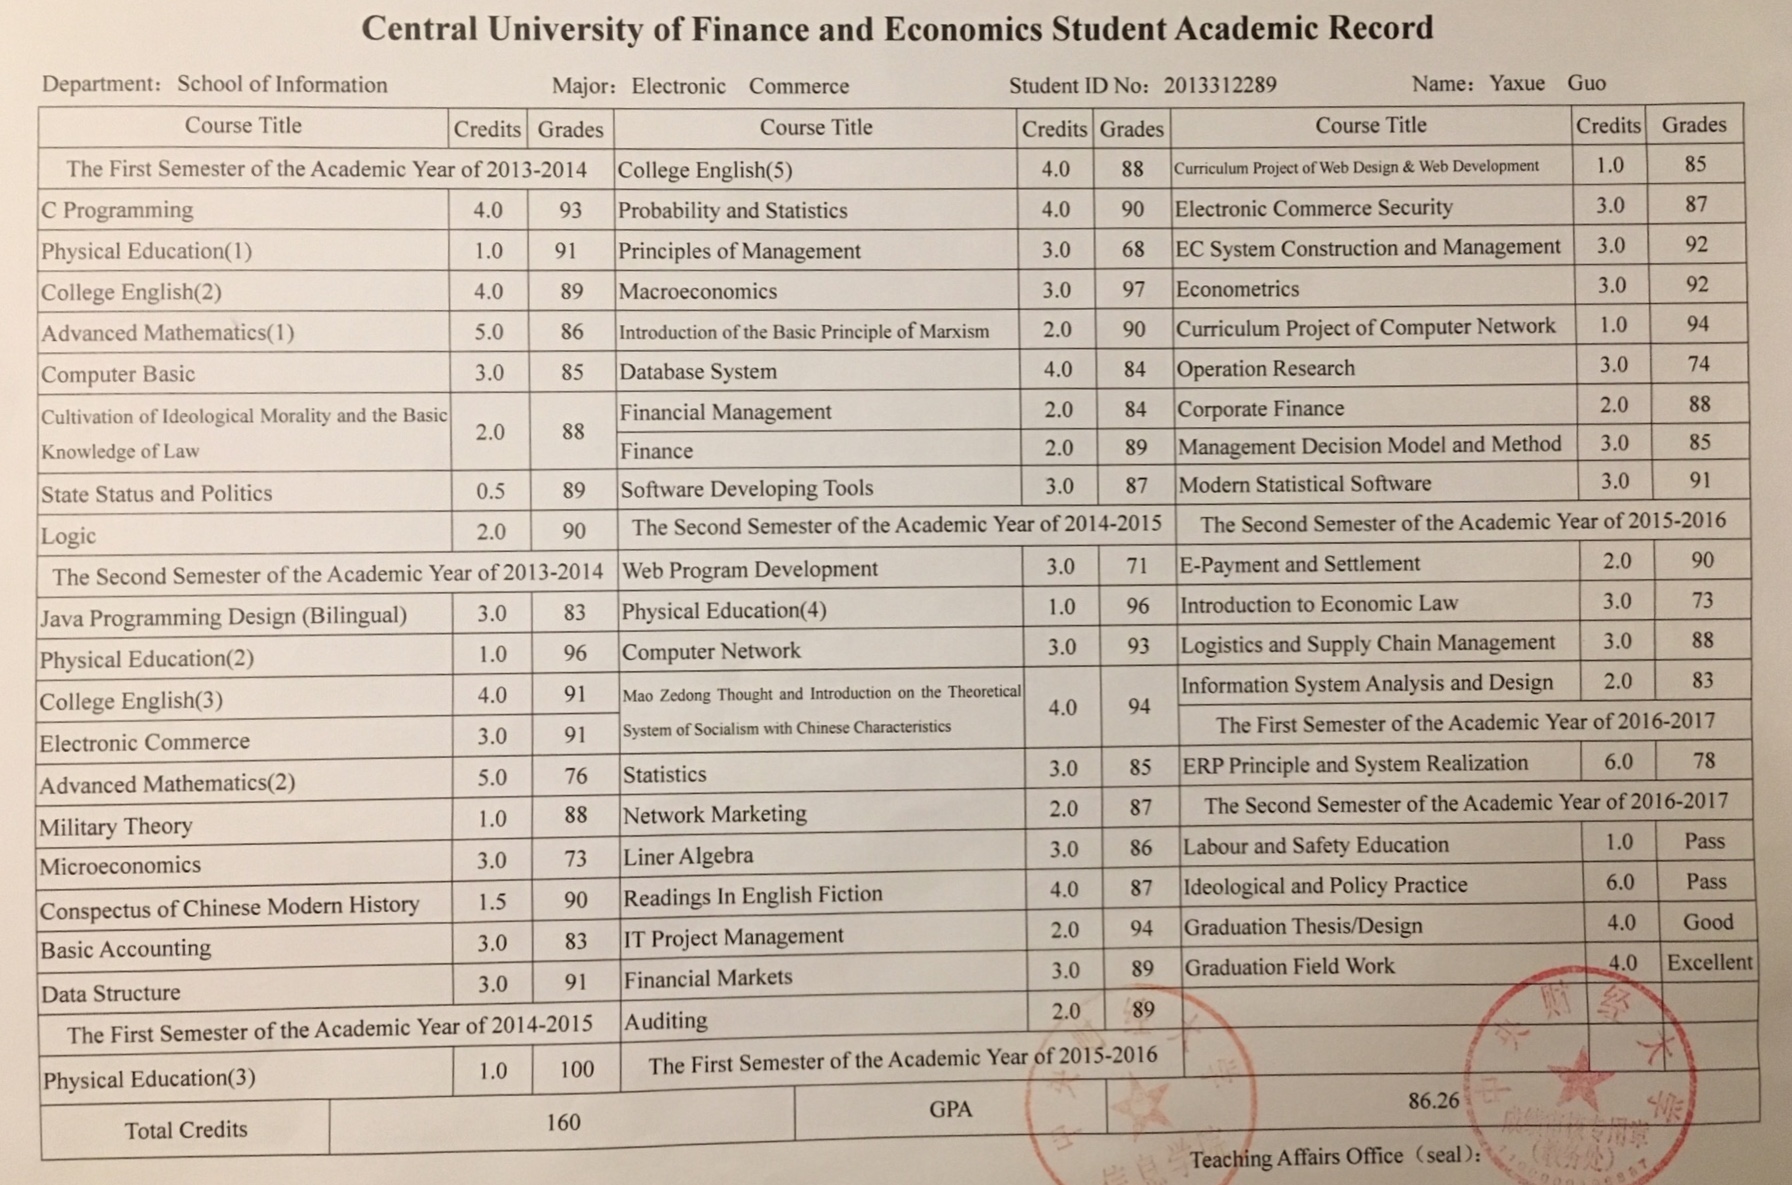 Central University of Finance and Economics Student Academic Record
Department: School of Information Major: Electronic Commerce Student ID No: 2013312289 Name: Yaxue Guo
Course Title Credits Grades
The First Semester of the Academic Year of 2013-2014
C Programming 4.0 93
Physical Education(1) 1.0 91
College English(2) 4.0 89
Advanced Mathematics(1) 5.0 86
Computer Basic 3.0 85
Cultivation of Ideological Morality and the Basic
Knowledge of Law 2.0 88
State Status and Politics 0.5 89
Logic 2.0 90
The Second Semester of the Academic Year of 2013-2014
Java Programming Design (Bilingual) 3.0 83
Physical Education(2) 1.0 96
College English(3) 4.0 91
Electronic Commerce 3.0 91
Advanced Mathematics(2) 5.0 76
Military Theory 1.0 88
Microeconomics 3.0 73
Conspectus of Chinese Modern History 1.5 90
Basic Accounting 3.0 83
Data Structure 3.0 91
The First Semester of the Academic Year of 2014-2015
Physical Education(3) 1.0 100
Course Title Credits Grades
College English(5) 4.0 88
Probability and Statistics 4.0 90
Principles of Management 3.0 68
Macroeconomics 3.0 97
Introduction of the Basic Principle of Marxism 2.0 90
Database System 4.0 84
Financial Management 2.0 84
Finance 2.0 89
Software Developing Tools 3.0 87
The Second Semester of the Academic Year of 2014-2015
Web Program Development 3.0 71
Physical Education(4) 1.0 96
Computer Network 3.0 93
Mao Zedong Thought and Introduction on the Theoretical
System of Socialism with Chinese Characteristics 4.0 94
Statistics 3.0 85
Network Marketing 2.0 87
Liner Algebra 3.0 86
Readings In English Fiction 4.0 87
IT Project Management 2.0 94
Financial Markets 3.0 89
Auditing 2.0 89
The First Semester of the Academic Year of 2015-2016
Course Title Credits Grades
Curriculum Project of Web Design & Web Development 1.0 85
Electronic Commerce Security 3.0 87
EC System Construction and Management 3.0 92
Econometrics 3.0 92
Curriculum Project of Computer Network 1.0 94
Operation Research 3.0 74
Corporate Finance 2.0 88
Management Decision Model and Method 3.0 85
Modern Statistical Software 3.0 91
The Second Semester of the Academic Year of 2015-2016
E-Payment and Settlement 2.0 90
Introduction to Economic Law 3.0 73
Logistics and Supply Chain Management 3.0 88
Information System Analysis and Design 2.0 83
The First Semester of the Academic Year of 2016-2017
ERP Principle and System Realization 6.0 78
The Second Semester of the Academic Year of 2016-2017
Labour and Safety Education 1.0 Pass
Ideological and Policy Practice 6.0 Pass
Graduation Thesis/Design 4.0 Good
Graduation Field Work 4.0 Excellent
Total Credits 160 GPA 86.26
Teaching Affairs Office (seal):
中央财经大学
中央财经大学